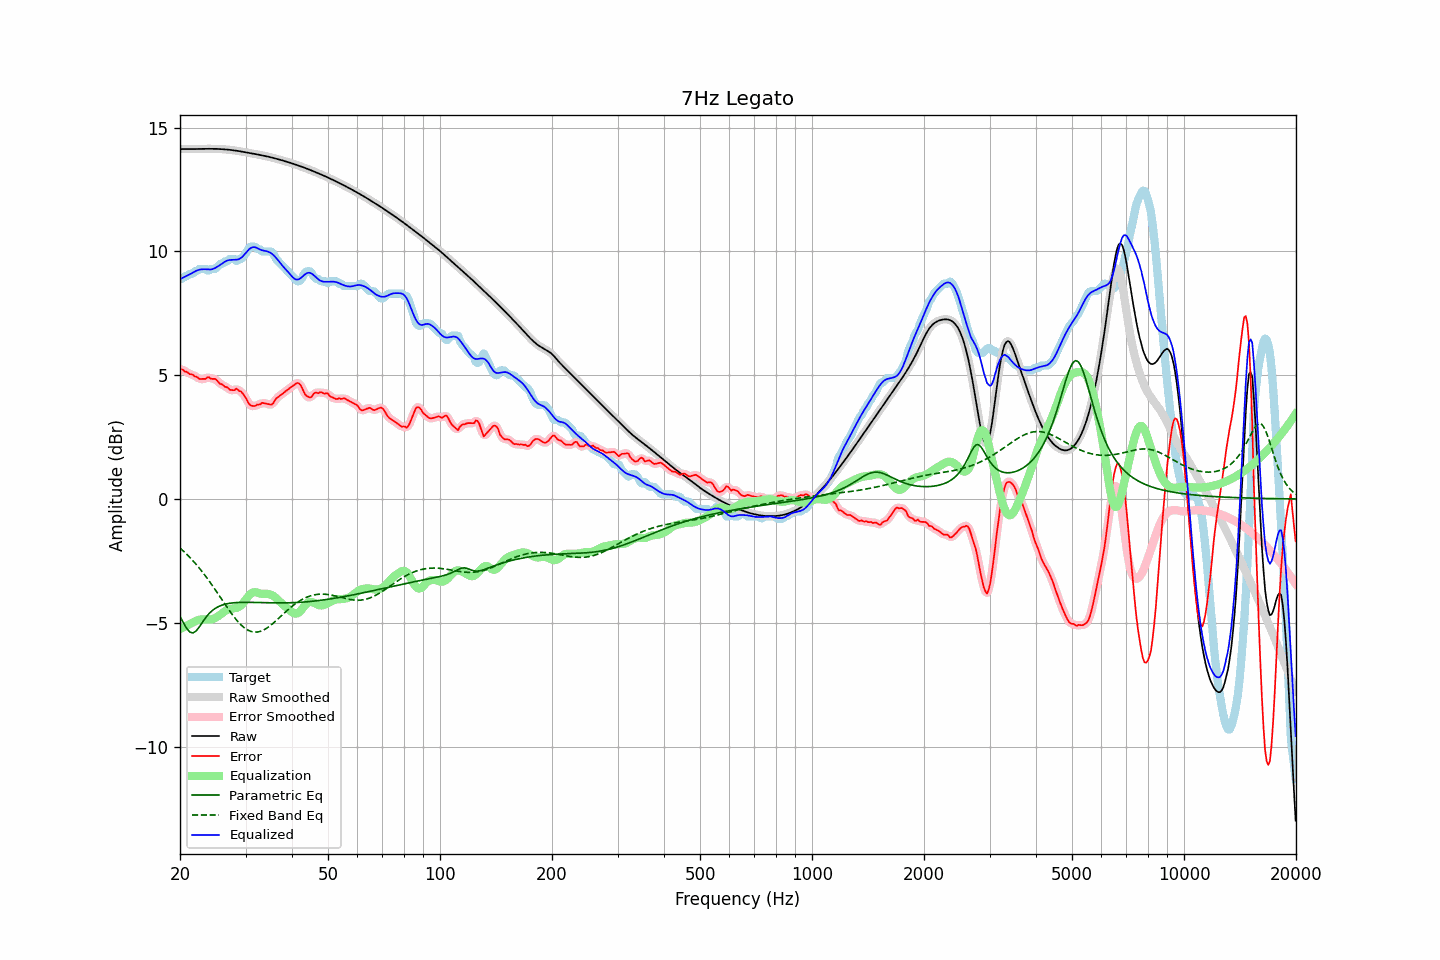 7Hz Legato
15
10
5
0
−5
−10
Amplitude (dBr)
Target
Raw Smoothed
Error Smoothed
Raw
Error
Equalization
Parametric Eq
Fixed Band Eq
Equalized
20 50 100 200 500 1000 2000 5000 10000 20000
Frequency (Hz)